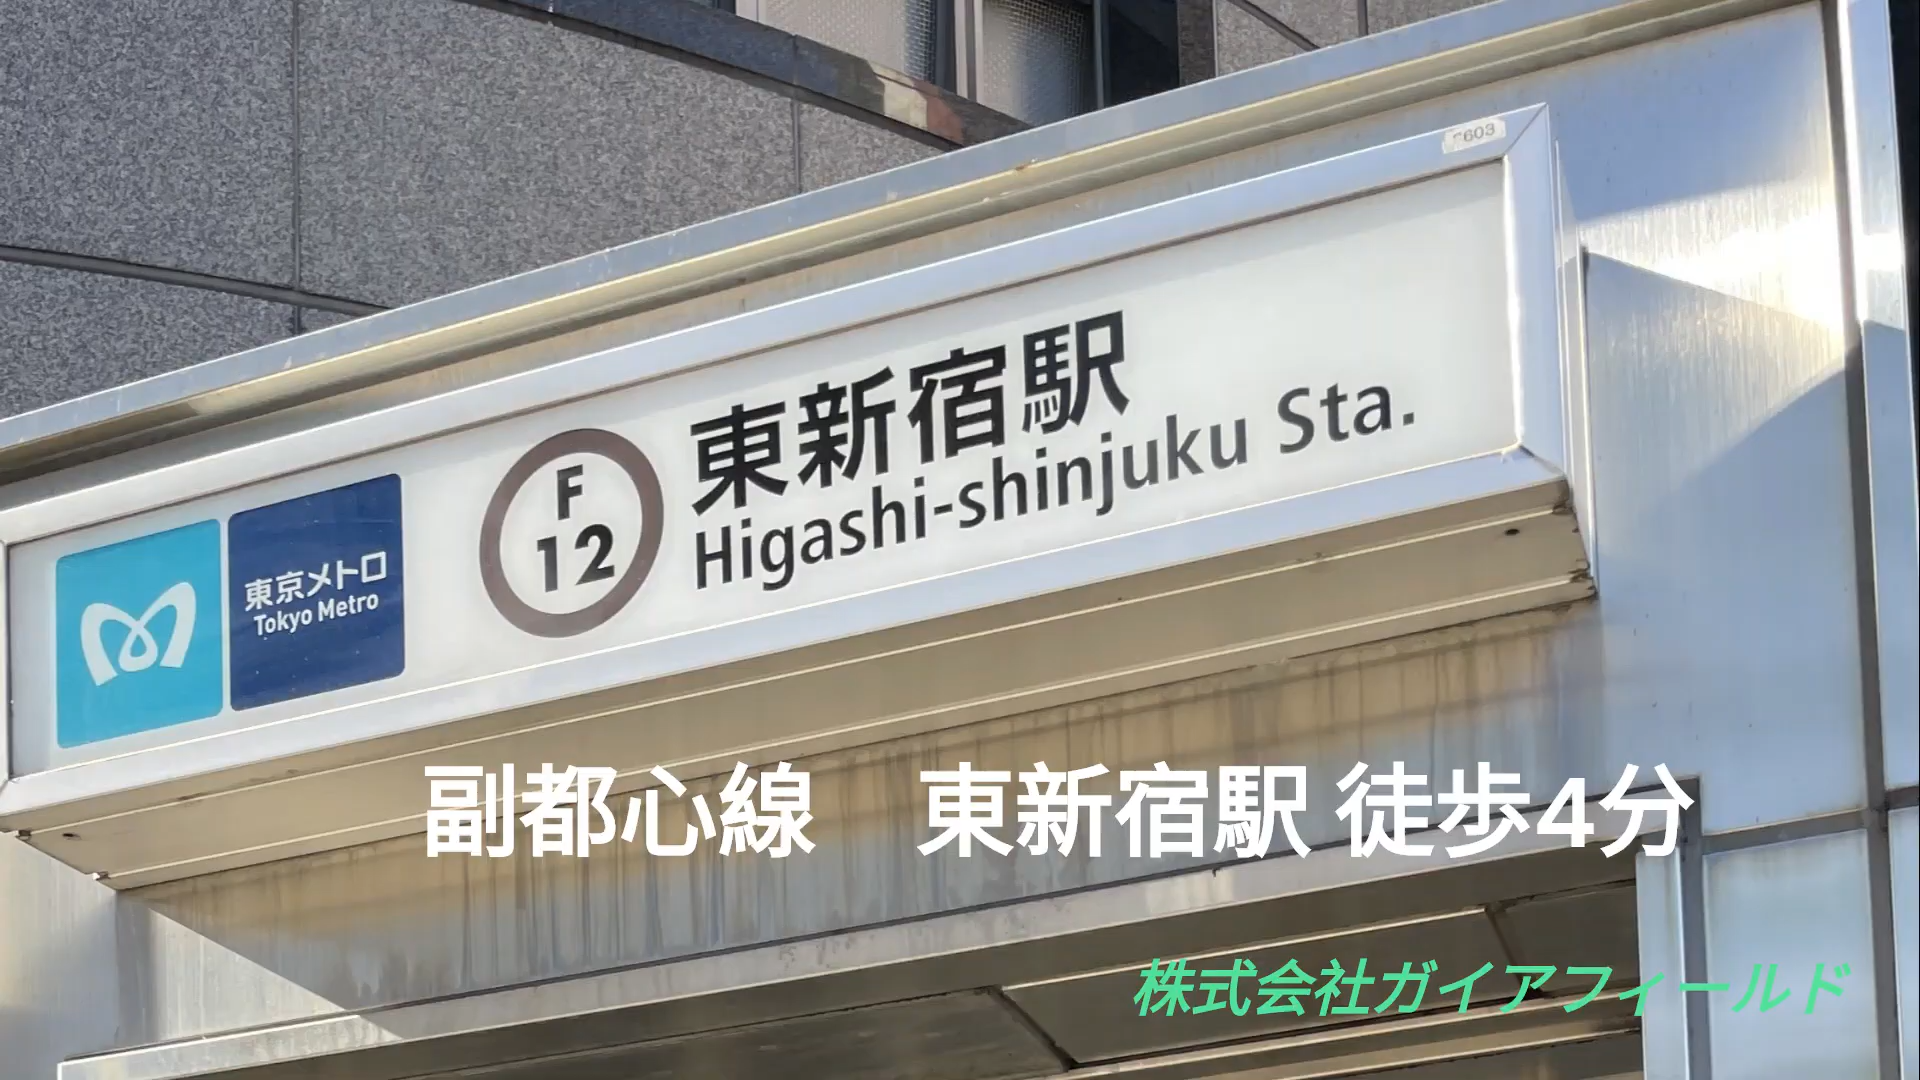 603
東新宿駅
Higashi-shinjuku Sta.
F
12
東京メトロ
Tokyo Metro
副都心線　東新宿駅 徒歩4分
株式会社ガイアフィールド